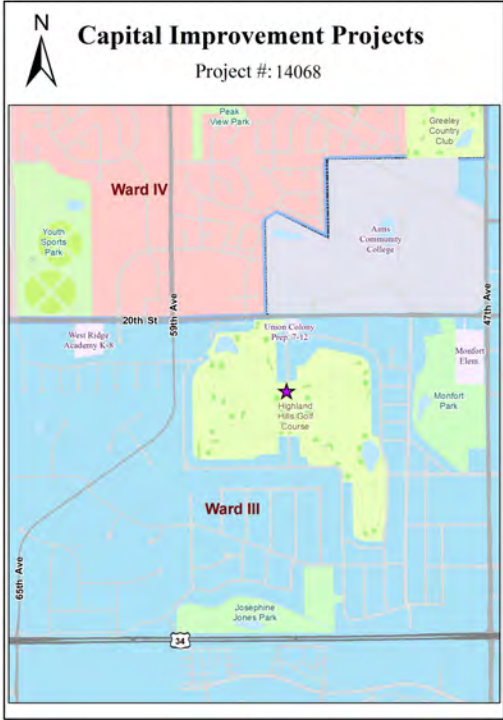 N
Capital Improvement Projects
Project #: 14068
Peak
View Park
Greeley
Country
Club
Ward IV
Youth
Sports
Park
Aims
Community
College
59th Ave
47th Ave
20th St
West Ridge
Academy K-8
Union Colony
Prep. 7-12
Monfort
Elem.
Monfort
Park
Highland
Hills Golf
Course
Ward III
65th Ave
Josephine
Jones Park
34